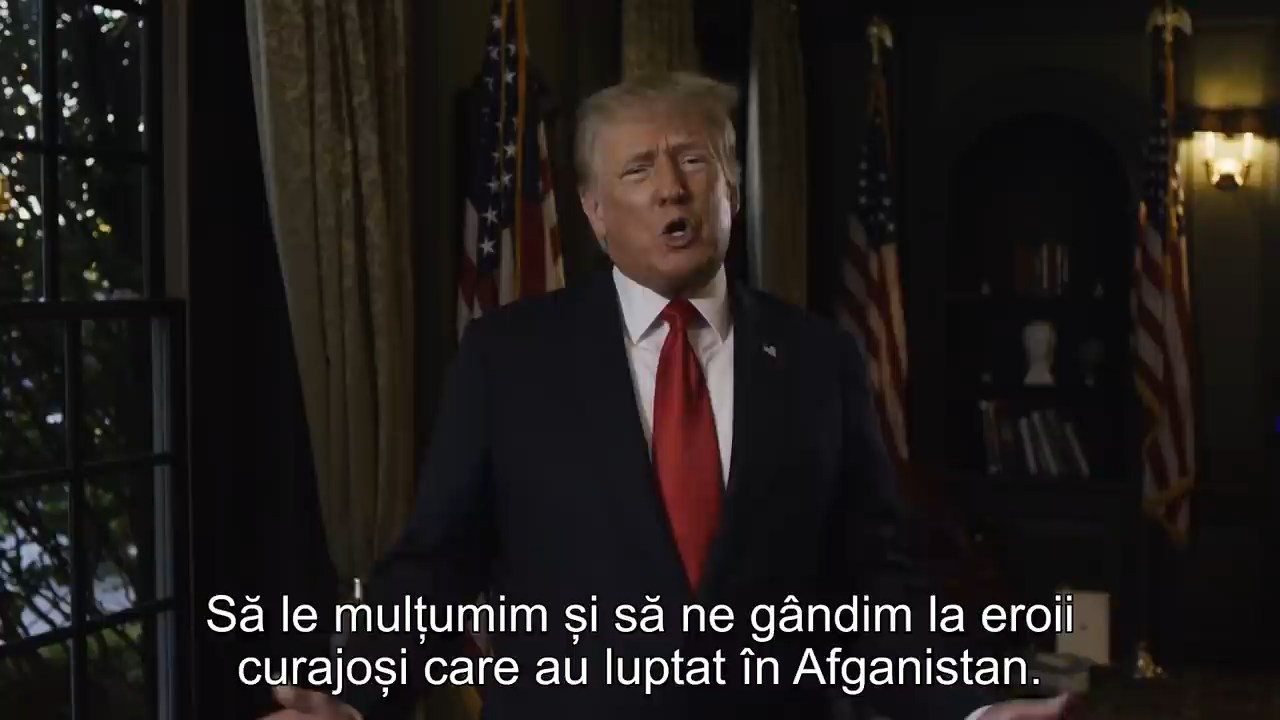 Să le mulțumim și să ne gândim la eroii
curajoși care au luptat în Afganistan.